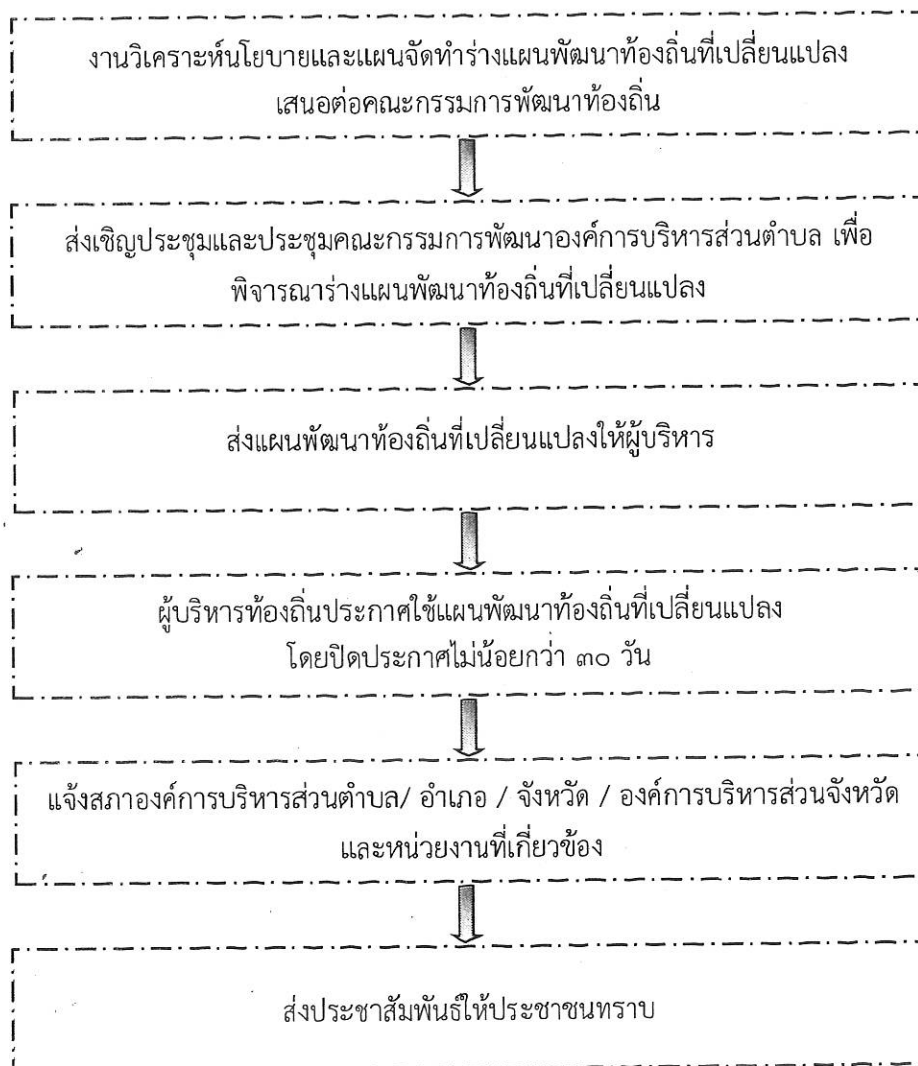 งานวิเคราะห์นโยบายและแผนจัดทำร่างแผนพัฒนาท้องถิ่นที่เปลี่ยนแปลง
เสนอต่อคณะกรรมการพัฒนาท้องถิ่น
ส่งเชิญประชุมและประชุมคณะกรรมการพัฒนาองค์การบริหารส่วนตำบล เพื่อ
พิจารณาร่างแผนพัฒนาท้องถิ่นที่เปลี่ยนแปลง
ส่งแผนพัฒนาท้องถิ่นที่เปลี่ยนแปลงให้ผู้บริหาร
ผู้บริหารท้องถิ่นประกาศใช้แผนพัฒนาท้องถิ่นที่เปลี่ยนแปลง
โดยปิดประกาศไม่น้อยกว่า ๓๐ วัน
แจ้งสภาองค์การบริหารส่วนตำบล/ อำเภอ / จังหวัด / องค์การบริหารส่วนจังหวัด
และหน่วยงานที่เกี่ยวข้อง
ส่งประชาสัมพันธ์ให้ประชาชนทราบ